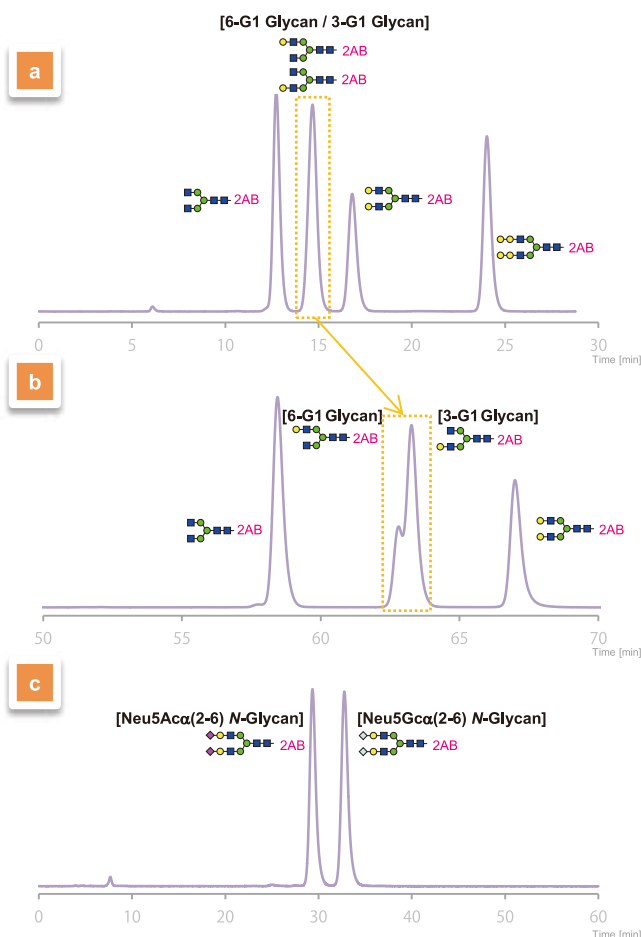 [6-G1 Glycan / 3-G1 Glycan]
a
2AB
2AB
2AB
2AB
2AB
0 5 10 15 20 25 30
Time [min]
b
[6-G1 Glycan] [3-G1 Glycan]
2AB 2AB
2AB 2AB
50 55 60 65 70
Time [min]
c
[Neu5Acα(2-6) N-Glycan] [Neu5Gcα(2-6) N-Glycan]
2AB 2AB
0 10 20 30 40 50 60
Time [min]